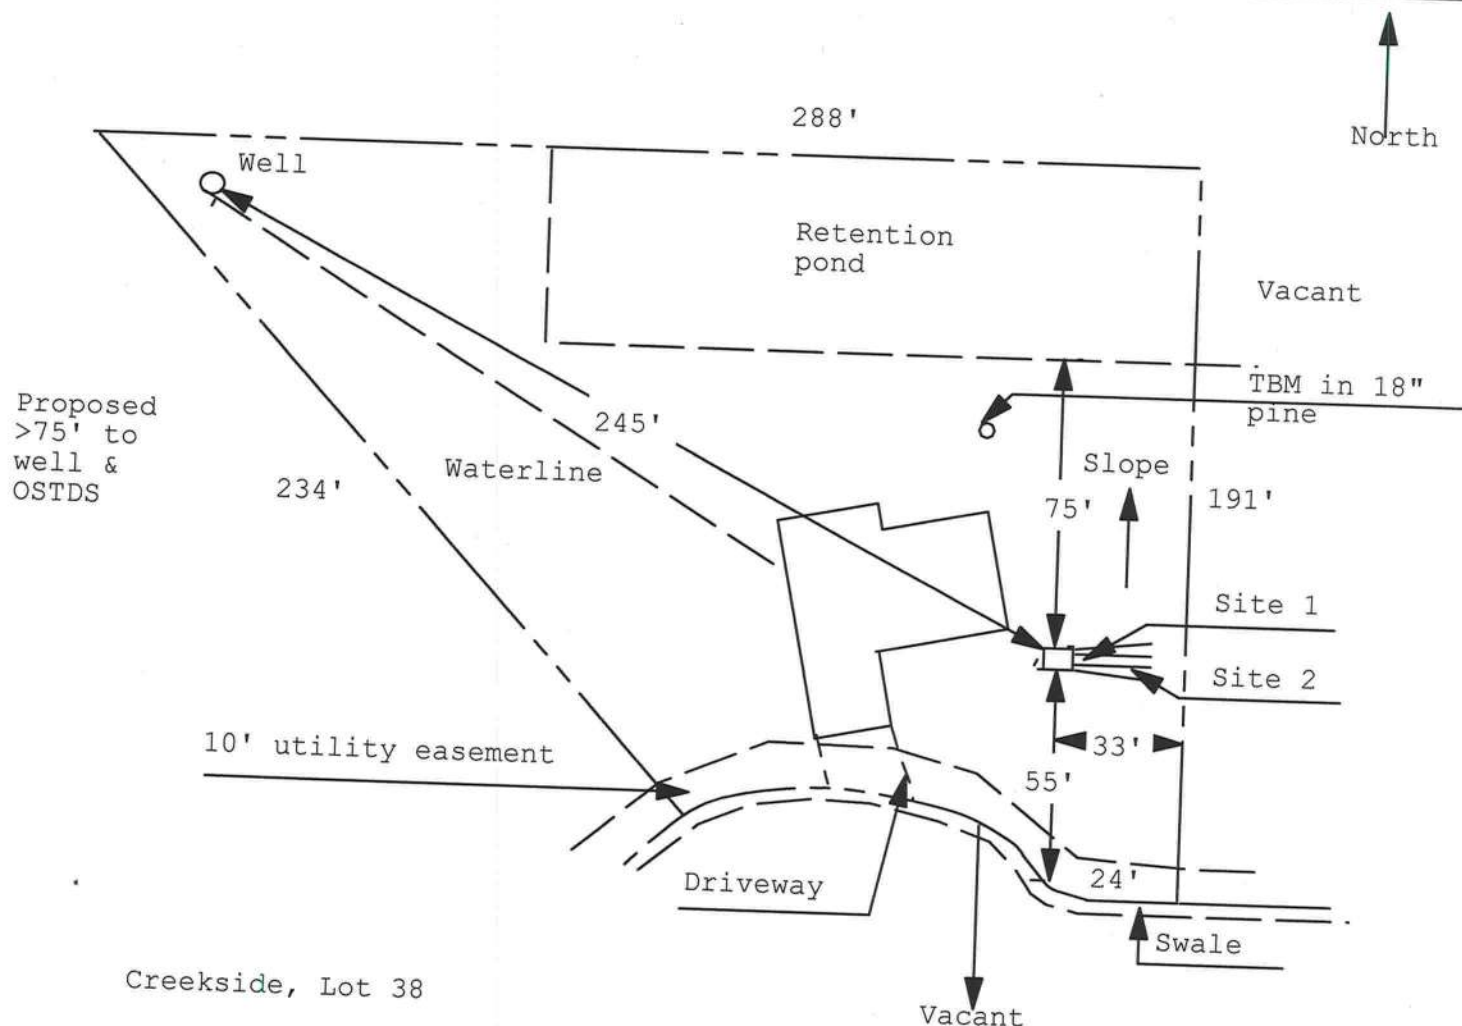 288'
North
Well
Retention
pond
Vacant
TBM in 18"
pine
Proposed
>75' to
well &
OSTDS
245'
Waterline
234'
Slope
75'
191'
Site 1
Site 2
10' utility easement
33'
55'
24'
Driveway
Swale
Creekside, Lot 38
Vacant